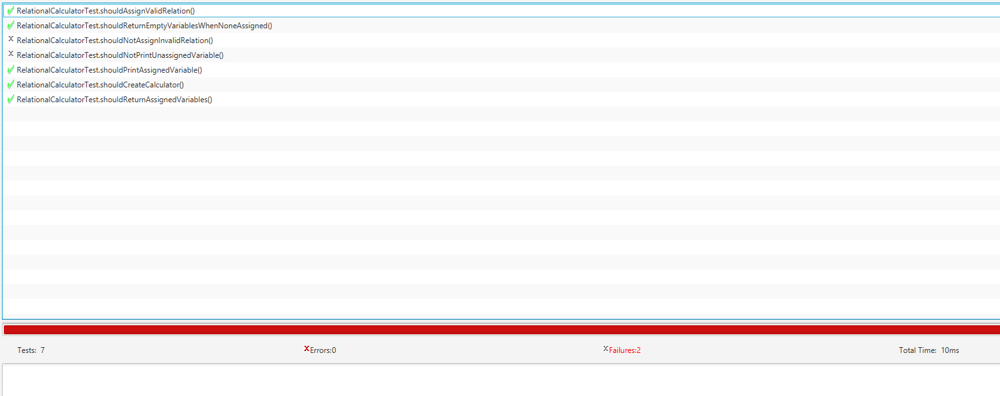 RelationalCalculatorTest.shouldAssignValidRelation()
RelationalCalculatorTest.shouldReturnEmptyVariablesWhenNoneAssigned()
x RelationalCalculatorTest.shouldNotAssignInvalidRelation()
x RelationalCalculatorTest.shouldNotPrintUnassignedVariable()
RelationalCalculatorTest.shouldPrintAssignedVariable()
RelationalCalculatorTest.shouldCreateCalculator()
RelationalCalculatorTest.shouldReturnAssignedVariables()
Tests: 7 xErrors:0 xFailures:2 Total Time: 10ms